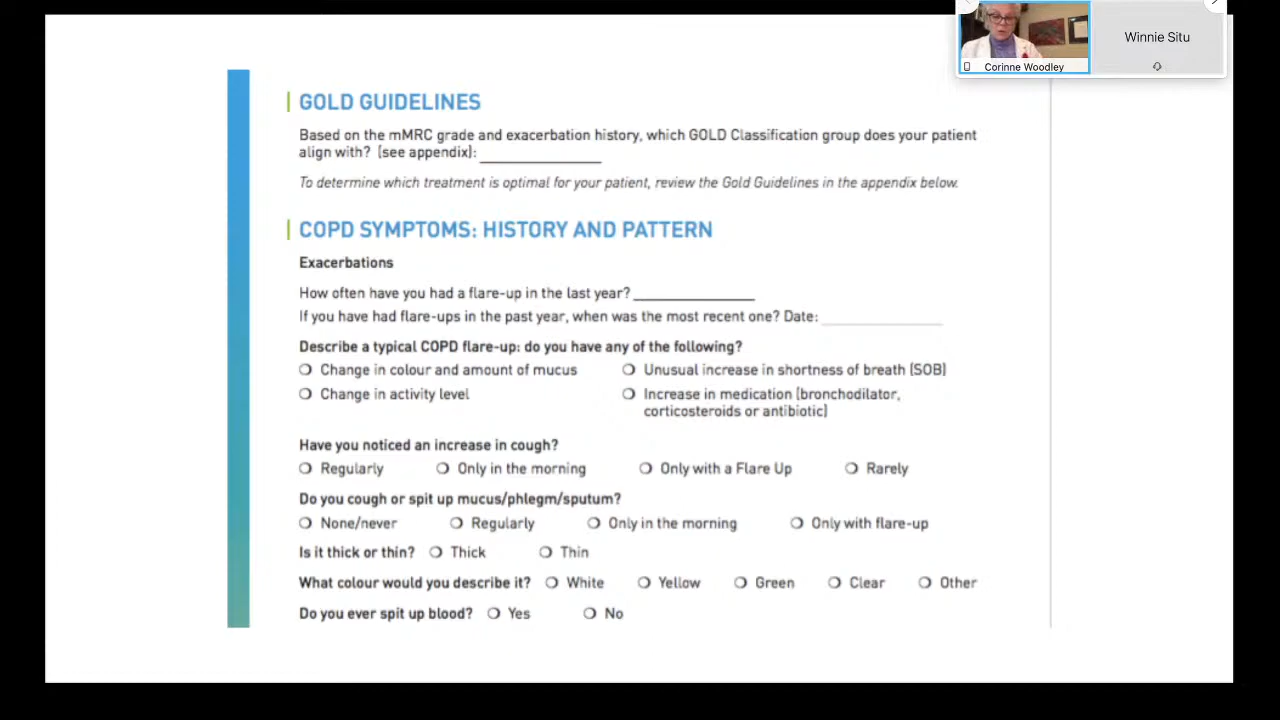 Winnie Situ
Corinne Woodley
GOLD GUIDELINES
Based on the mMRC grade and exacerbation history, which GOLD Classification group does your patient
align with? (see appendix):
To determine which treatment is optimal for your patient, review the Gold Guidelines in the appendix below.
COPD SYMPTOMS: HISTORY AND PATTERN
Exacerbations
How often have you had a flare-up in the last year?
If you have had flare-ups in the past year, when was the most recent one? Date:
Describe a typical COPD flare-up: do you have any of the following?
Change in colour and amount of mucus Unusual increase in shortness of breath (SOB)
Change in activity level Increase in medication (bronchodilator,
corticosteroids or antibiotic)
Have you noticed an increase in cough?
Regularly Only in the morning Only with a Flare Up Rarely
Do you cough or spit up mucus/phlegm/sputum?
None/never Regularly Only in the morning Only with flare-up
Is it thick or thin? Thick Thin
What colour would you describe it? White Yellow Green Clear Other
Do you ever spit up blood? Yes No